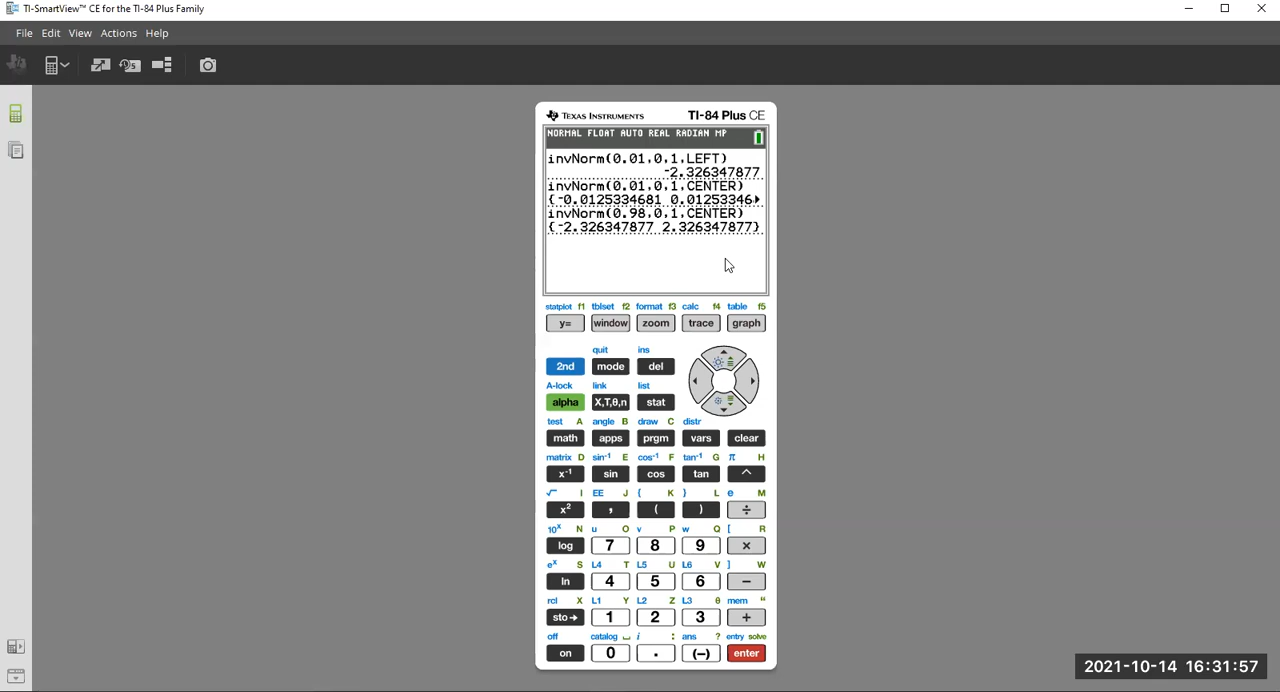 TI-SmartView™ CE for the TI-84 Plus Family
File Edit View Actions Help
TEXAS INSTRUMENTS TI-84 Plus CE
NORMAL FLOAT AUTO REAL RADIAN MP
invNorm(0.01,0,1,LEFT)
-2.326347877
invNorm(0.01,0,1,CENTER)
{-0.0125334681 0.01253346▸
invNorm(0.98,0,1,CENTER)
{-2.326347877 2.326347877}
statplot f1 tblset f2 format f3 calc f4 table f5
y= window zoom trace graph
quit ins
2nd mode del
A-lock link list
alpha X,T,θ,n stat
test A angle B draw C distr
math apps prgm vars clear
matrix D sin⁻¹ E cos⁻¹ F tan⁻¹ G π H
x⁻¹ sin cos tan ^
√ I EE J { K } L e M
x² , ( ) ÷
10ˣ N u O v P w Q [ R
log 7 8 9 ×
eˣ S L4 T L5 U L6 V ] W
ln 4 5 6 −
rcl X L1 Y L2 Z L3 θ mem "
sto→ 1 2 3 +
off catalog ⎵ i : ans ? entry solve
on 0 . (−) enter
2021-10-14 16:31:57